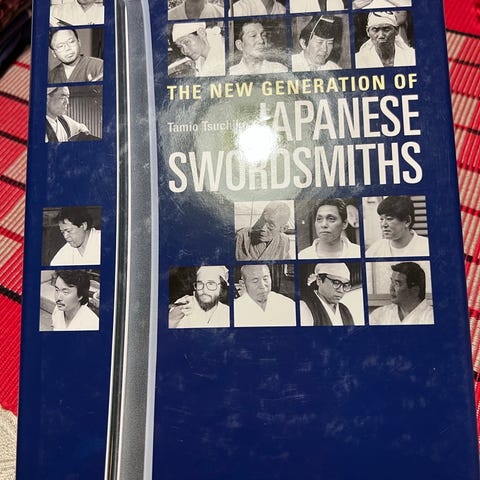 THE NEW GENERATION OF
Tamio
JAPANESE
SWORDSMITHS